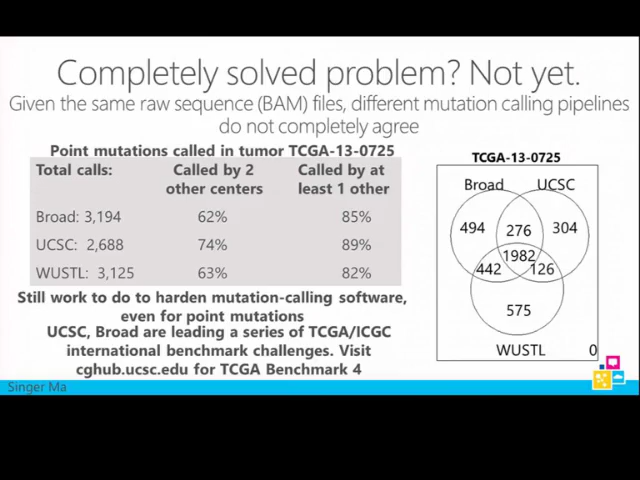 Completely solved problem? Not yet.
Given the same raw sequence (BAM) files, different mutation calling pipelines
do not completely agree
Point mutations called in tumor TCGA-13-0725
Total calls: Called by 2 other centers Called by at least 1 other
Broad: 3,194 62% 85%
UCSC: 2,688 74% 89%
WUSTL: 3,125 63% 82%
Still work to do to harden mutation-calling software,
even for point mutations
UCSC, Broad are leading a series of TCGA/ICGC
international benchmark challenges. Visit
cghub.ucsc.edu for TCGA Benchmark 4
TCGA-13-0725
Broad UCSC
494 276 304
1982
442 126
575
WUSTL 0
Singer Ma